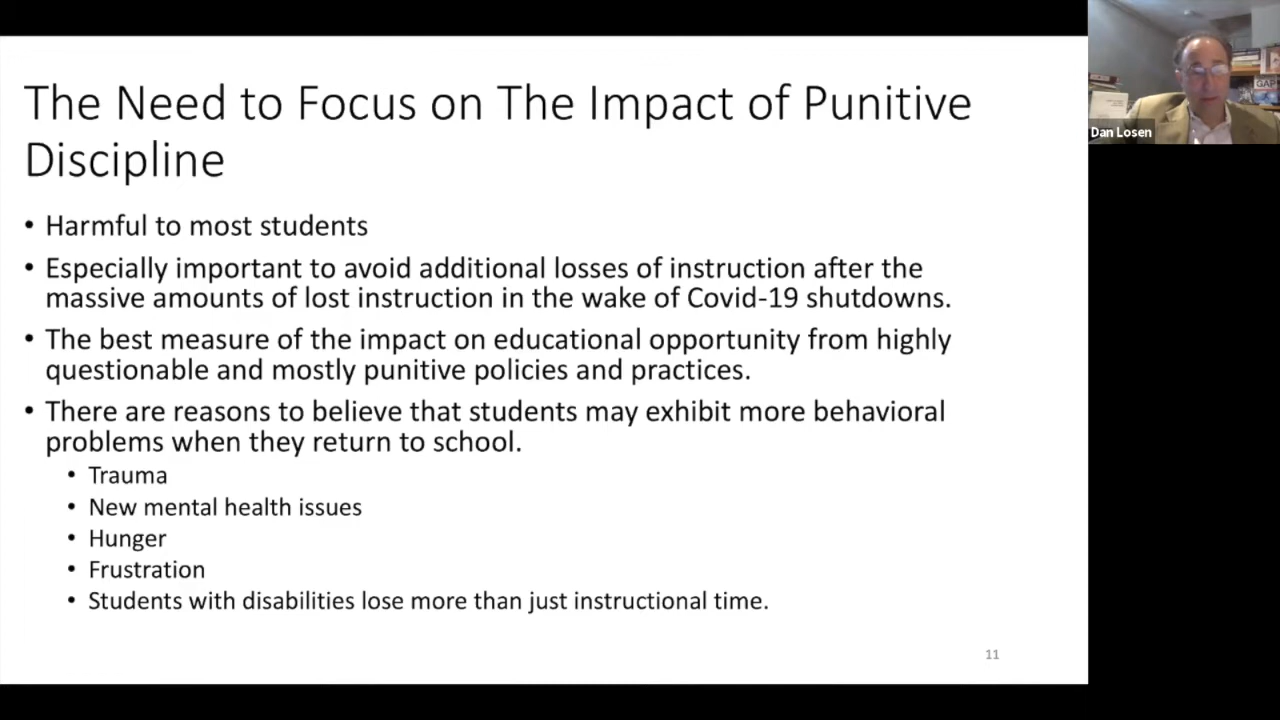 The Need to Focus on The Impact of Punitive
Discipline
• Harmful to most students
• Especially important to avoid additional losses of instruction after the
massive amounts of lost instruction in the wake of Covid-19 shutdowns.
• The best measure of the impact on educational opportunity from highly
questionable and mostly punitive policies and practices.
• There are reasons to believe that students may exhibit more behavioral
problems when they return to school.
• Trauma
• New mental health issues
• Hunger
• Frustration
• Students with disabilities lose more than just instructional time.
11
GAP
Dan Losen